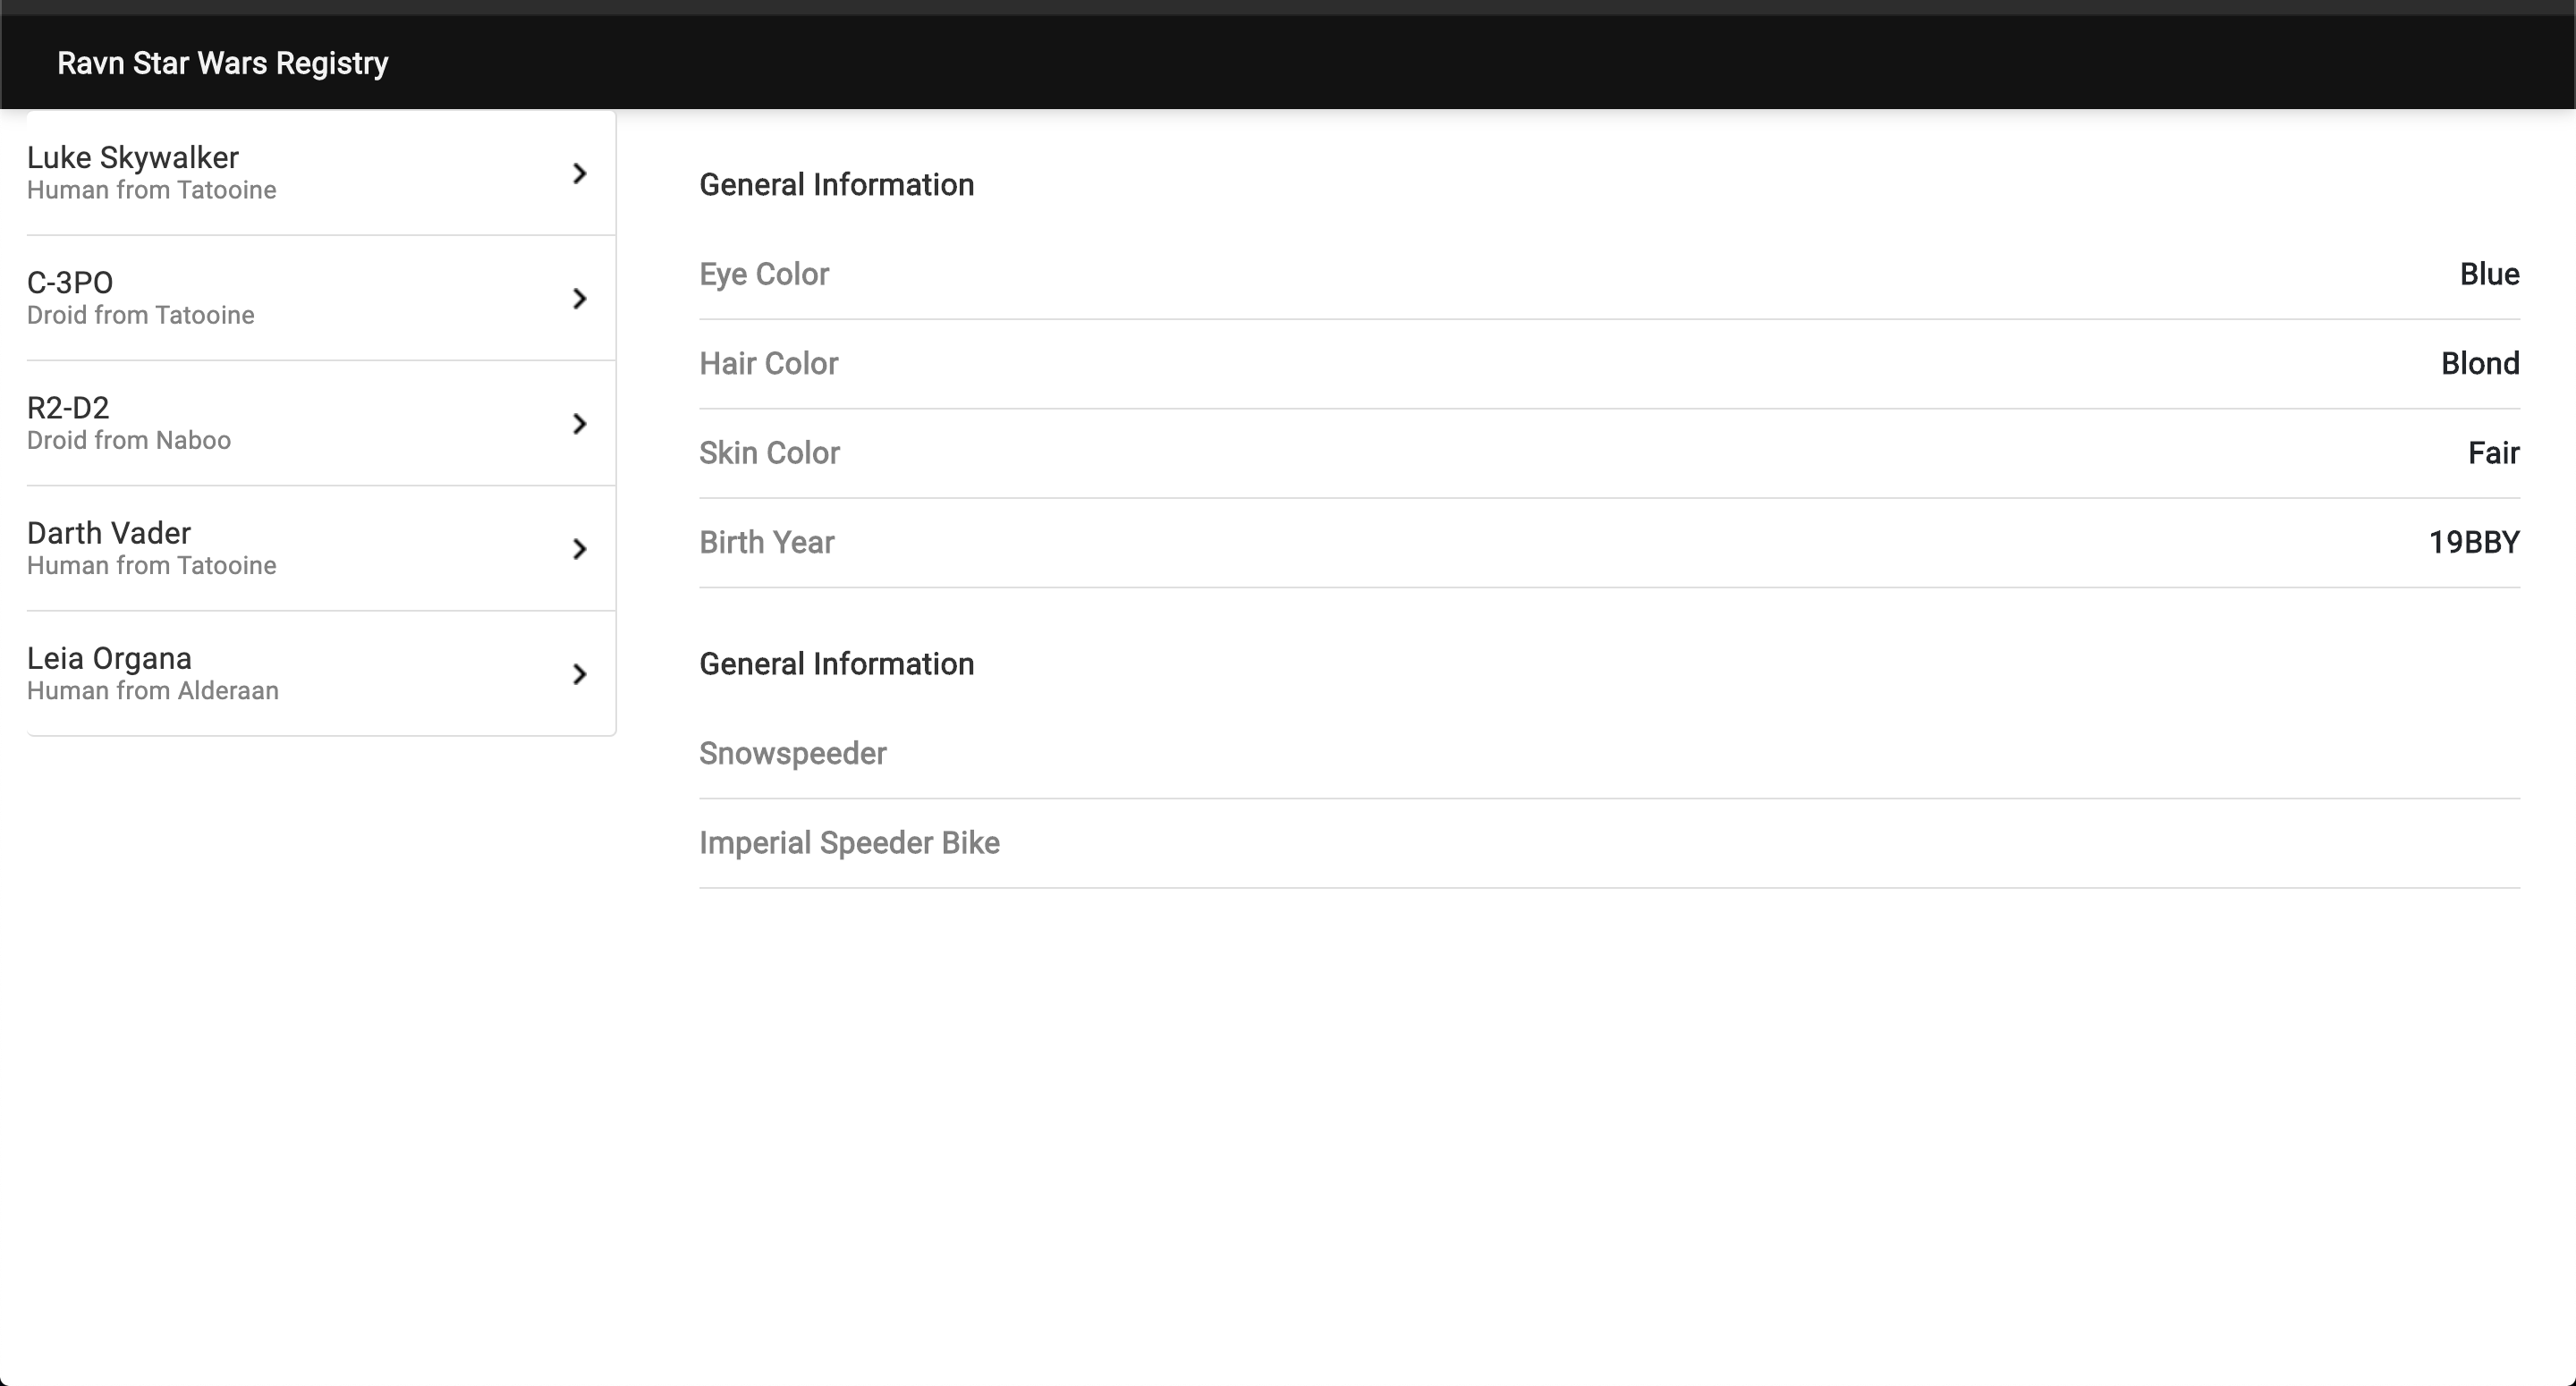 Ravn Star Wars Registry
Luke Skywalker
Human from Tatooine
C-3PO
Droid from Tatooine
R2-D2
Droid from Naboo
Darth Vader
Human from Tatooine
Leia Organa
Human from Alderaan
General Information
Eye Color Blue
Hair Color Blond
Skin Color Fair
Birth Year 19BBY
General Information
Snowspeeder
Imperial Speeder Bike